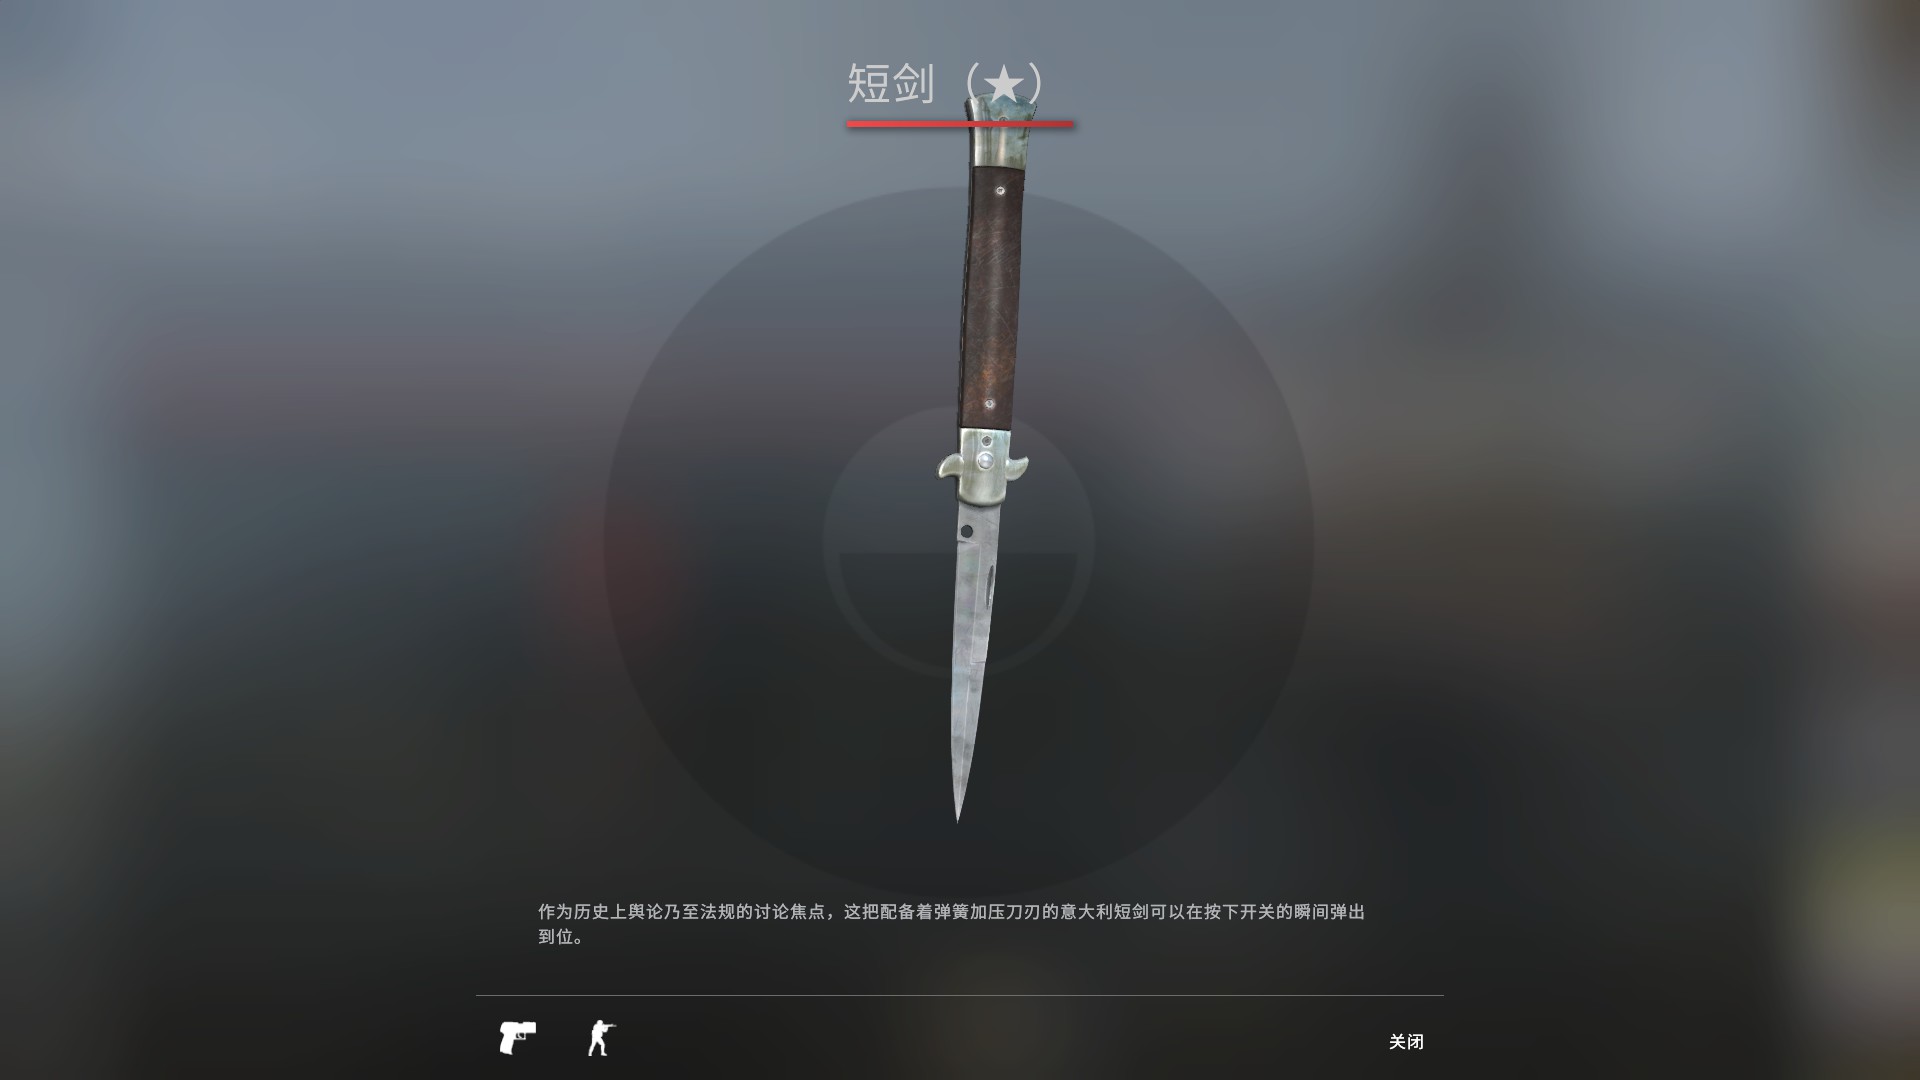 短剑（★）
作为历史上舆论乃至法规的讨论焦点，这把配备着弹簧加压刀刃的意大利短剑可以在按下开关的瞬间弹出
到位。
关闭